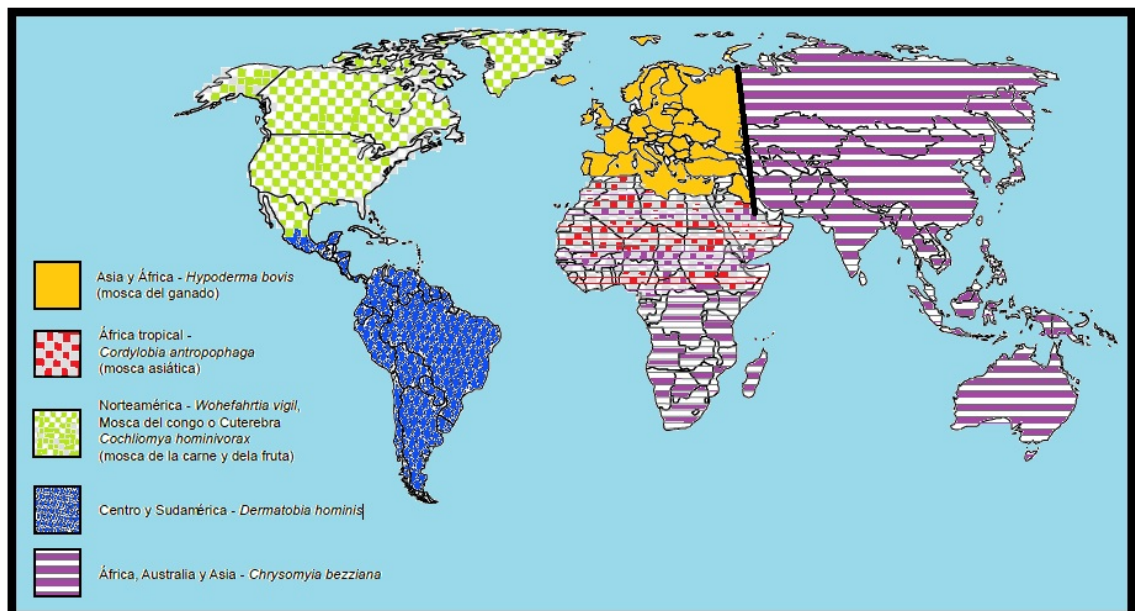 Asia y África - Hypoderma bovis
(mosca del ganado)
África tropical -
Cordylobia antropophaga
(mosca asiática)
Norteamérica - Wohefahrtia vigil,
Mosca del congo o Cuterebra
Cochliomya hominivorax
(mosca de la carne y dela fruta)
Centro y Sudamérica - Dermatobia hominis
África, Australia y Asia - Chrysomyia bezziana